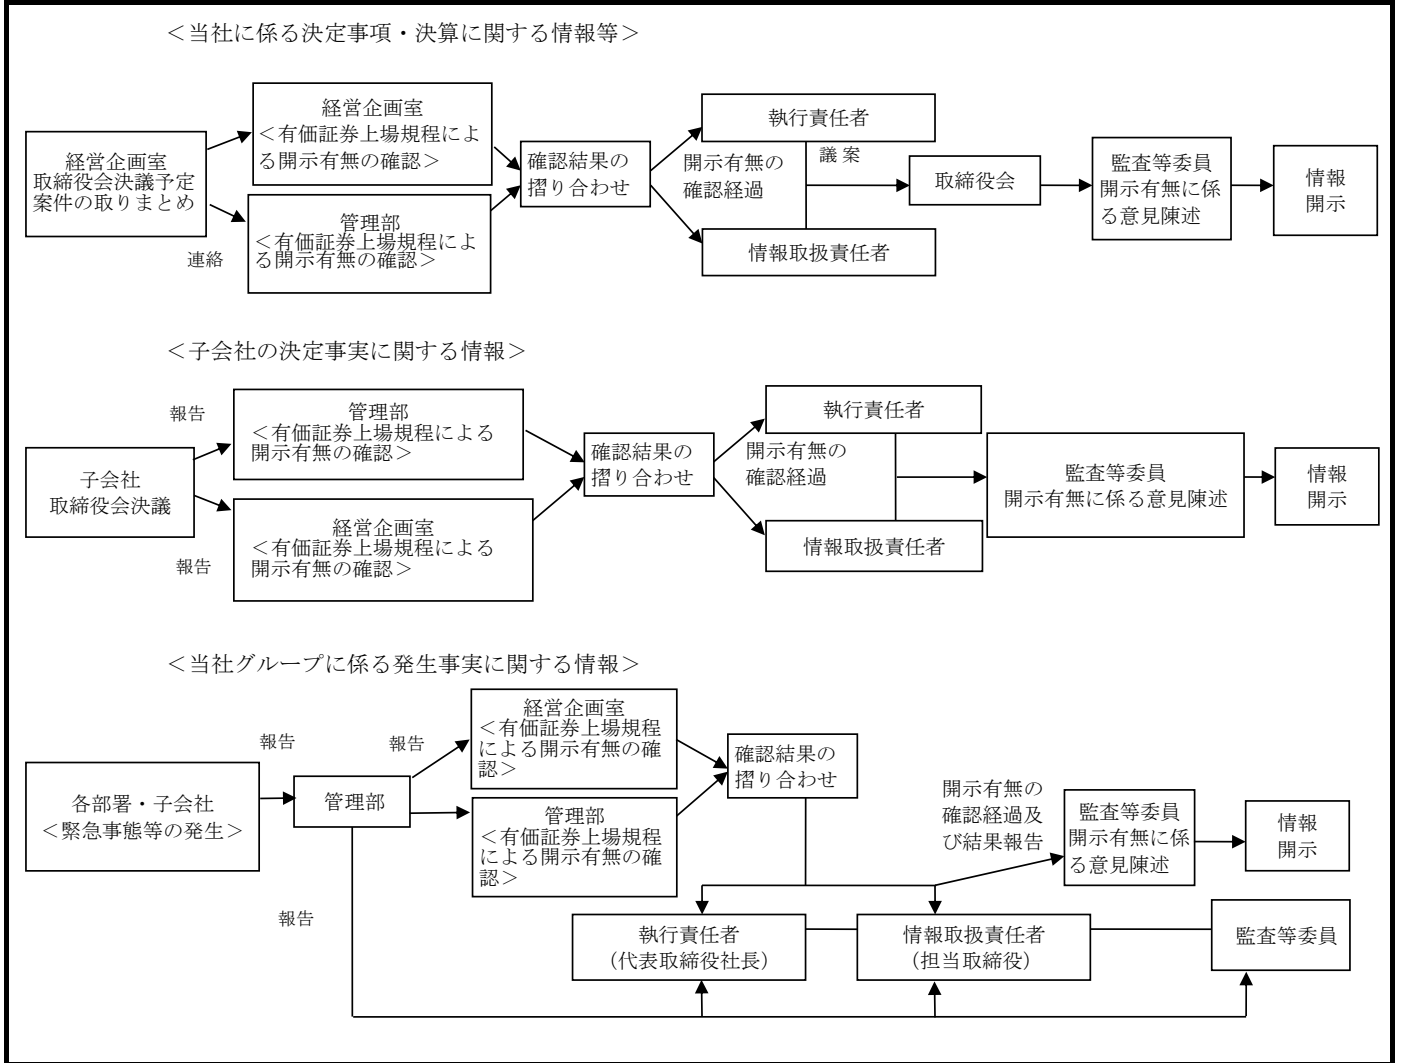 ＜当社に係る決定事項・決算に関する情報等＞
経営企画室
取締役会決議予定
案件の取りまとめ
経営企画室
＜有価証券上場規程によ
る開示有無の確認＞
連絡
管理部
＜有価証券上場規程によ
る開示有無の確認＞
確認結果の
摺り合わせ
開示有無の
確認経過
執行責任者
議案
情報取扱責任者
取締役会
監査等委員
開示有無に係
る意見陳述
情報
開示
＜子会社の決定事実に関する情報＞
子会社
取締役会決議
報告
管理部
＜有価証券上場規程による
開示有無の確認＞
報告
経営企画室
＜有価証券上場規程による
開示有無の確認＞
確認結果の
摺り合わせ
執行責任者
開示有無の
確認経過
情報取扱責任者
監査等委員
開示有無に係る意見陳述
情報
開示
＜当社グループに係る発生事実に関する情報＞
各部署・子会社
＜緊急事態等の発生＞
報告
管理部
報告
経営企画室
＜有価証券上場規程
による開示有無の確
認＞
管理部
＜有価証券上場規程
による開示有無の確
認＞
確認結果の
摺り合わせ
開示有無の
確認経過及
び結果報告
監査等委員
開示有無に係
る意見陳述
情報
開示
報告
執行責任者
（代表取締役社長）
情報取扱責任者
（担当取締役）
監査等委員